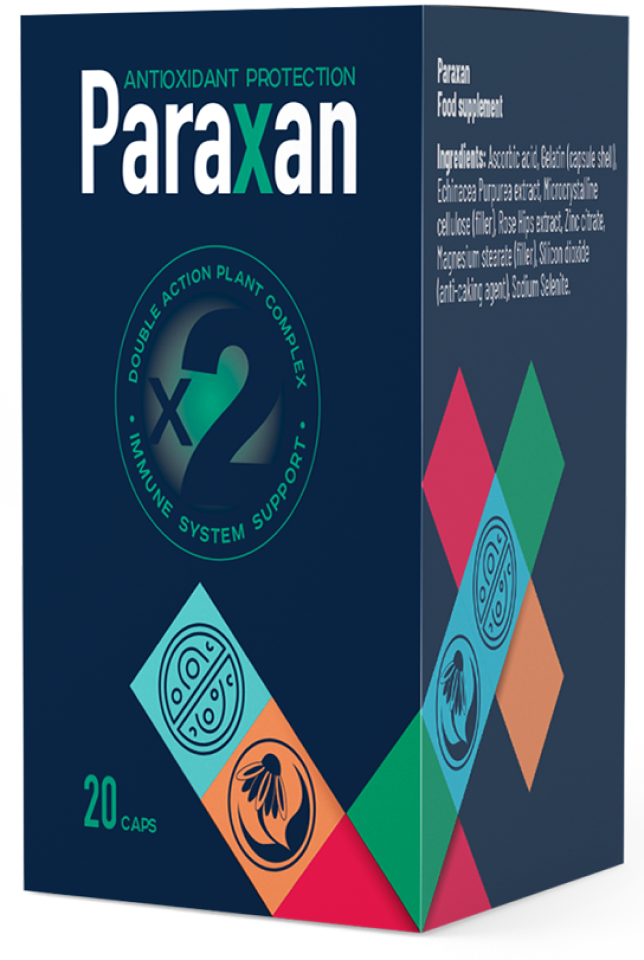 ANTIOXIDANT PROTECTION
Paraxan
DOUBLE ACTION PLANT COMPLEX
x2
• IMMUNE SYSTEM SUPPORT •
20 CAPS
Paraxan
Food supplement
Ingredients: Ascorbic acid, Gelatin (capsule shell),
Echinacea Purpurea extract, Microcrystalline
cellulose (filler), Rose Hips extract, Zinc citrate,
Magnesium stearate (filler), Silicon dioxide
(anti-caking agent), Sodium Selenite.